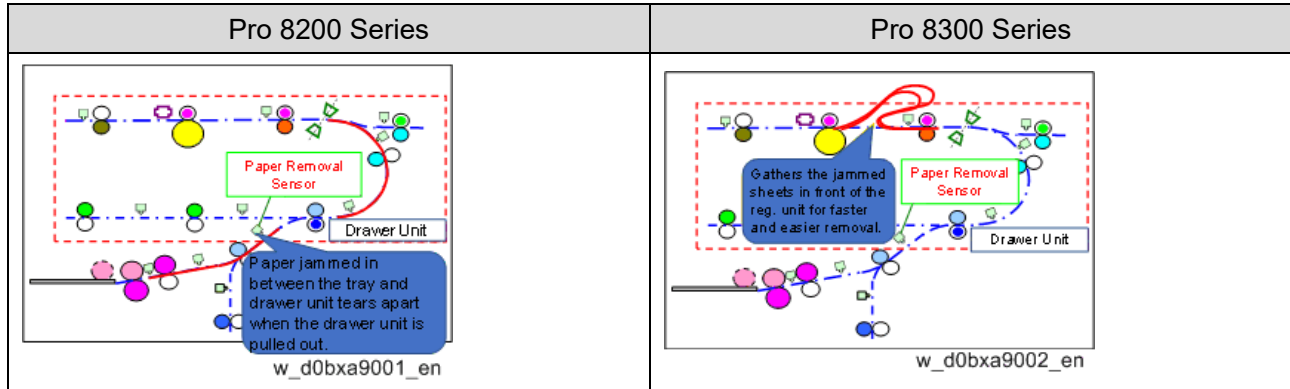 Pro 8200 Series
Pro 8300 Series
Paper Removal
Sensor
Drawer Unit
Paper jammed in
between the tray and
drawer unit tears apart
when the drawer unit is
pulled out.
w_d0bxa9001_en
Gathers the jammed
sheets in front of the
reg. unit for faster
and easier removal.
Paper Removal
Sensor
Drawer Unit
w_d0bxa9002_en